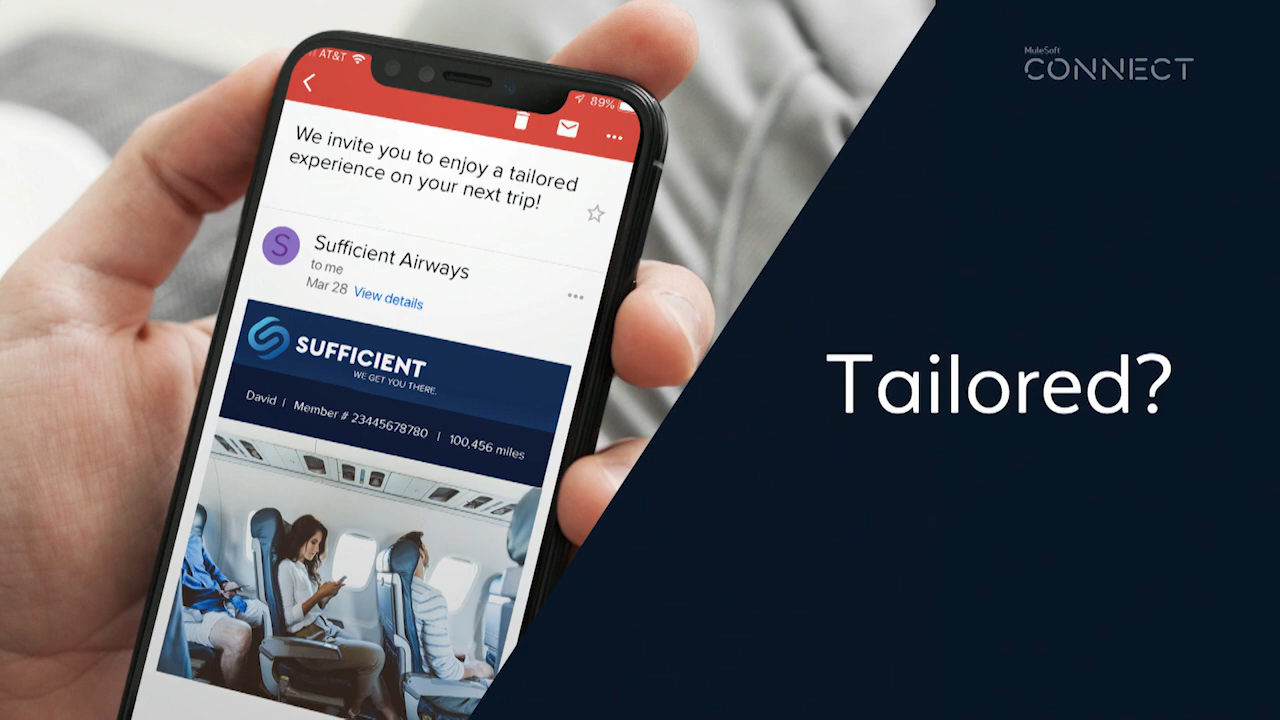 AT&T
89%
We invite you to enjoy a tailored
experience on your next trip!
S
Sufficient Airways
to me
Mar 28 View details
SUFFICIENT
WE GET YOU THERE.
David | Member # 23445678780 | 100,456 miles
MuleSoft
CONNECT
Tailored?